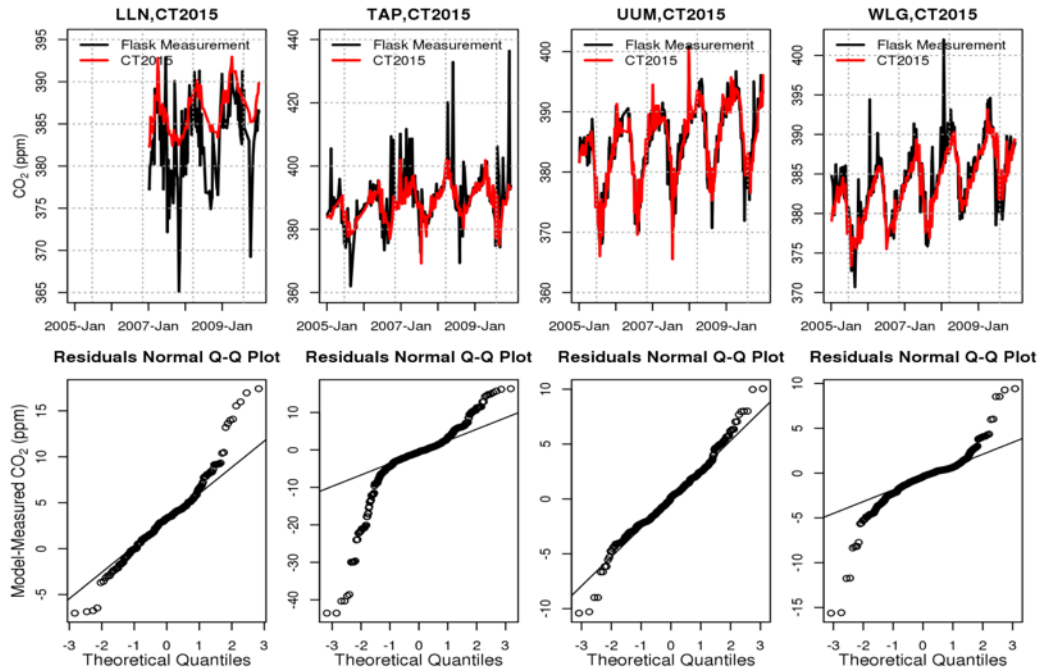 LLN,CT2015
TAP,CT2015
UUM,CT2015
WLG,CT2015
Flask Measurement
CT2015
CO2 (ppm)
395
390
385
380
375
370
365
2005-Jan
2007-Jan
2009-Jan
Flask Measurement
CT2015
440
420
400
380
360
2005-Jan
2007-Jan
2009-Jan
Flask Measurement
CT2015
400
390
380
370
360
2005-Jan
2007-Jan
2009-Jan
Flask Measurement
CT2015
400
395
390
385
380
375
370
2005-Jan
2007-Jan
2009-Jan
Residuals Normal Q-Q Plot
Residuals Normal Q-Q Plot
Residuals Normal Q-Q Plot
Residuals Normal Q-Q Plot
Model-Measured CO2 (ppm)
15
10
5
0
-5
-3 -2 -1 0 1 2 3
Theoretical Quantiles
10
0
-10
-20
-30
-40
-3 -2 -1 0 1 2 3
Theoretical Quantiles
10
5
0
-5
-10
-3 -2 -1 0 1 2 3
Theoretical Quantiles
10
5
0
-5
-10
-15
-3 -2 -1 0 1 2 3
Theoretical Quantiles